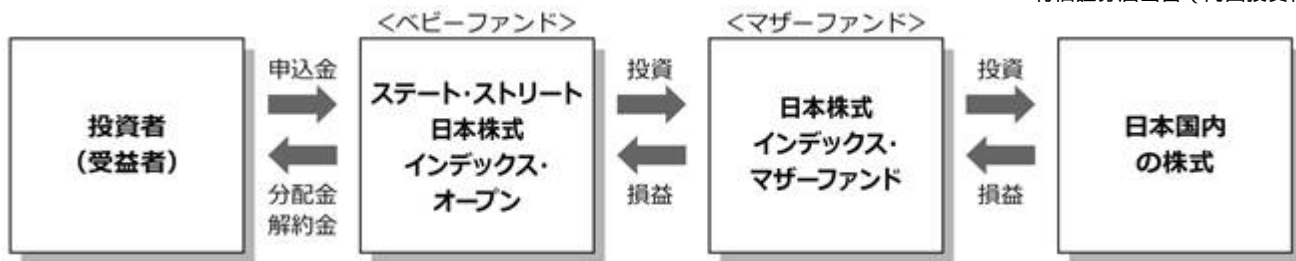 <ベビーファンド>
<マザーファンド>
投資者
(受益者)
申込金
分配金
解約金
ステート・ストリート
日本株式
インデックス・
オープン
投資
損益
日本株式
インデックス・
マザーファンド
投資
損益
日本国内
の株式